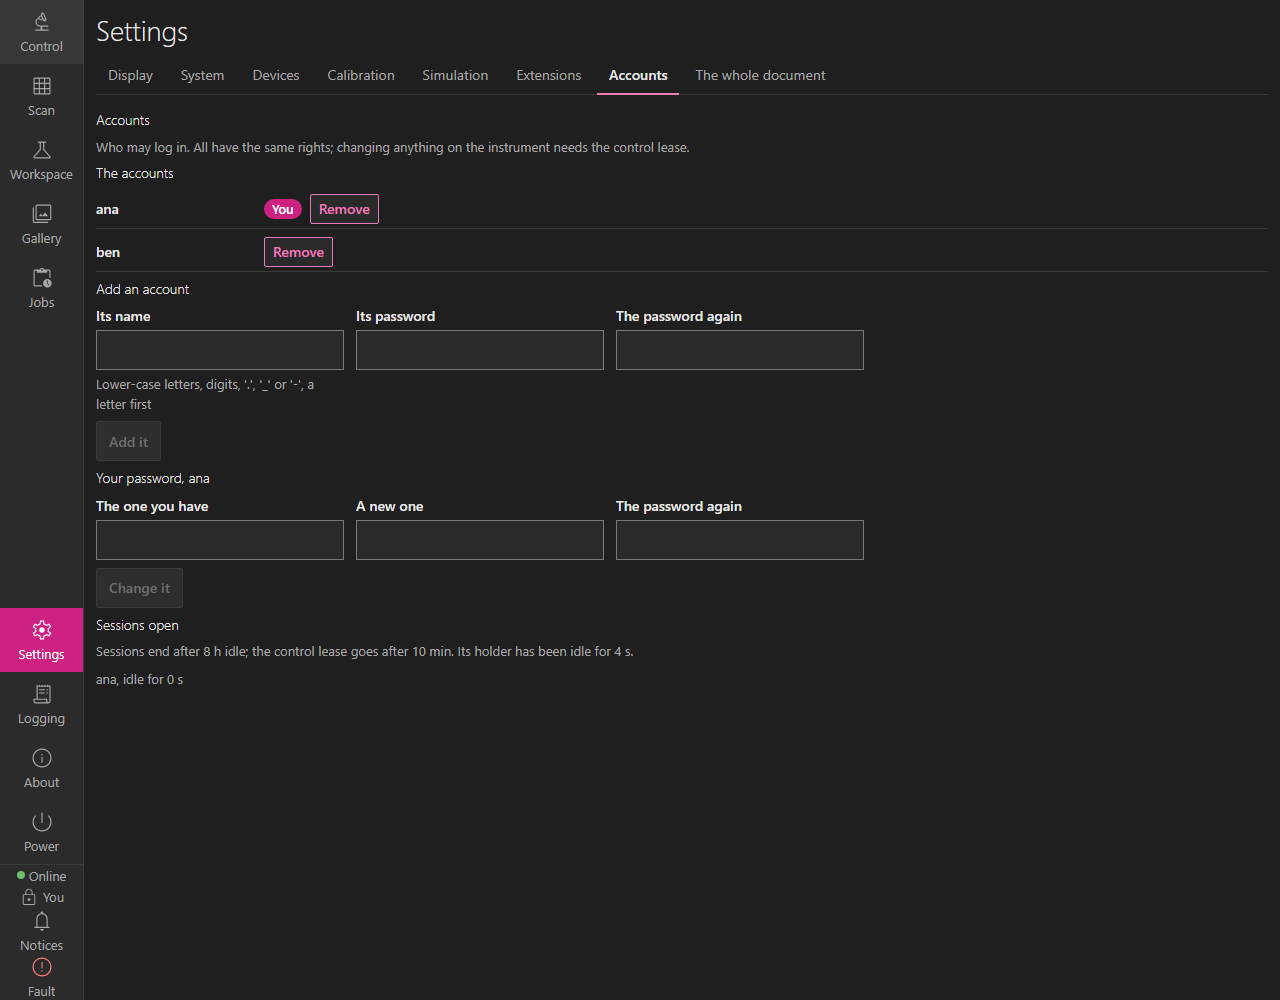 Control
Scan
Workspace
Gallery
Jobs
Settings
Logging
About
Power
Online
You
Notices
Fault
Settings
Display System Devices Calibration Simulation Extensions Accounts The whole document
Accounts
Who may log in. All have the same rights; changing anything on the instrument needs the control lease.
The accounts
ana You Remove
ben Remove
Add an account
Its name Its password The password again
Lower-case letters, digits, '.', '_' or '-', a
letter first
Add it
Your password, ana
The one you have A new one The password again
Change it
Sessions open
Sessions end after 8 h idle; the control lease goes after 10 min. Its holder has been idle for 4 s.
ana, idle for 0 s